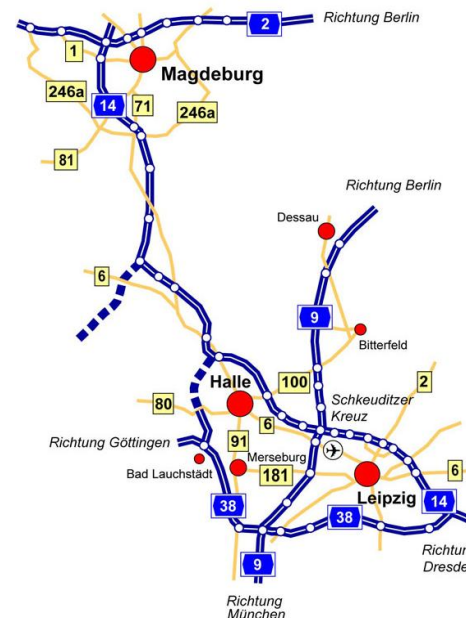 2
Richtung Berlin
1
Magdeburg
246a
14
71
246a
81
Richtung Berlin
Dessau
6
9
Bitterfeld
100
2
Halle
Schkeuditzer
Kreuz
80
6
Richtung Göttingen
91
Merseburg
Bad Lauchstädt
181
6
Leipzig
38
38
14
9
Richtu
Dresde
Richtung
München